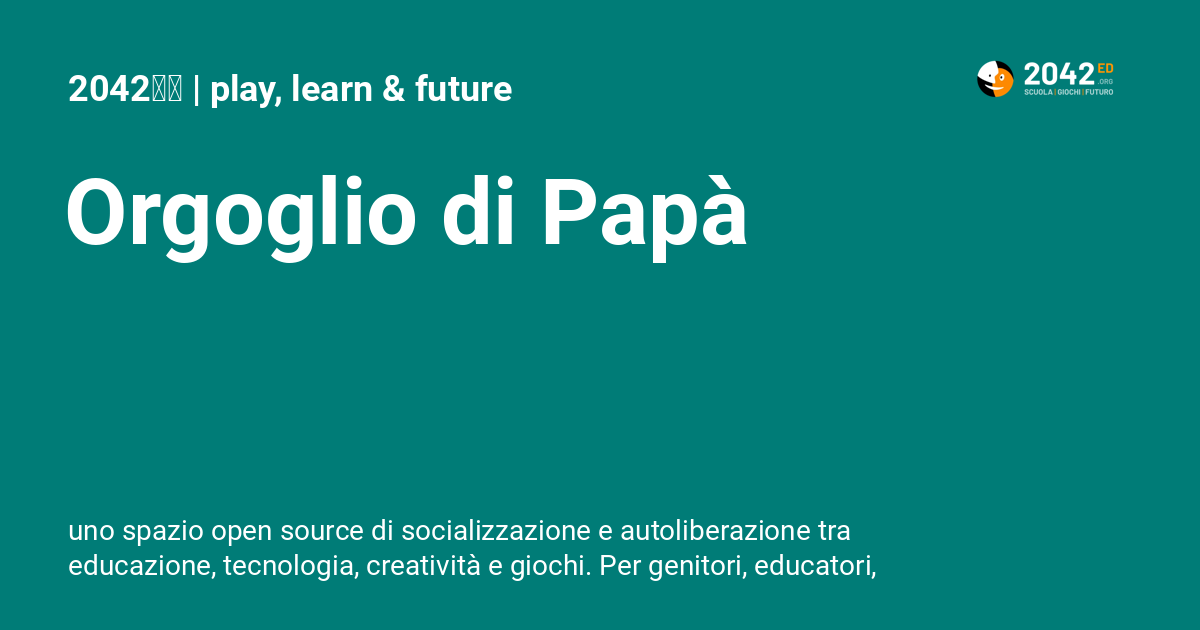 2042 | play, learn & future
2042 ED
.ORG
SCUOLA | GIOCHI | FUTURO
Orgoglio di Papà
uno spazio open source di socializzazione e autoliberazione tra
educazione, tecnologia, creatività e giochi. Per genitori, educatori,